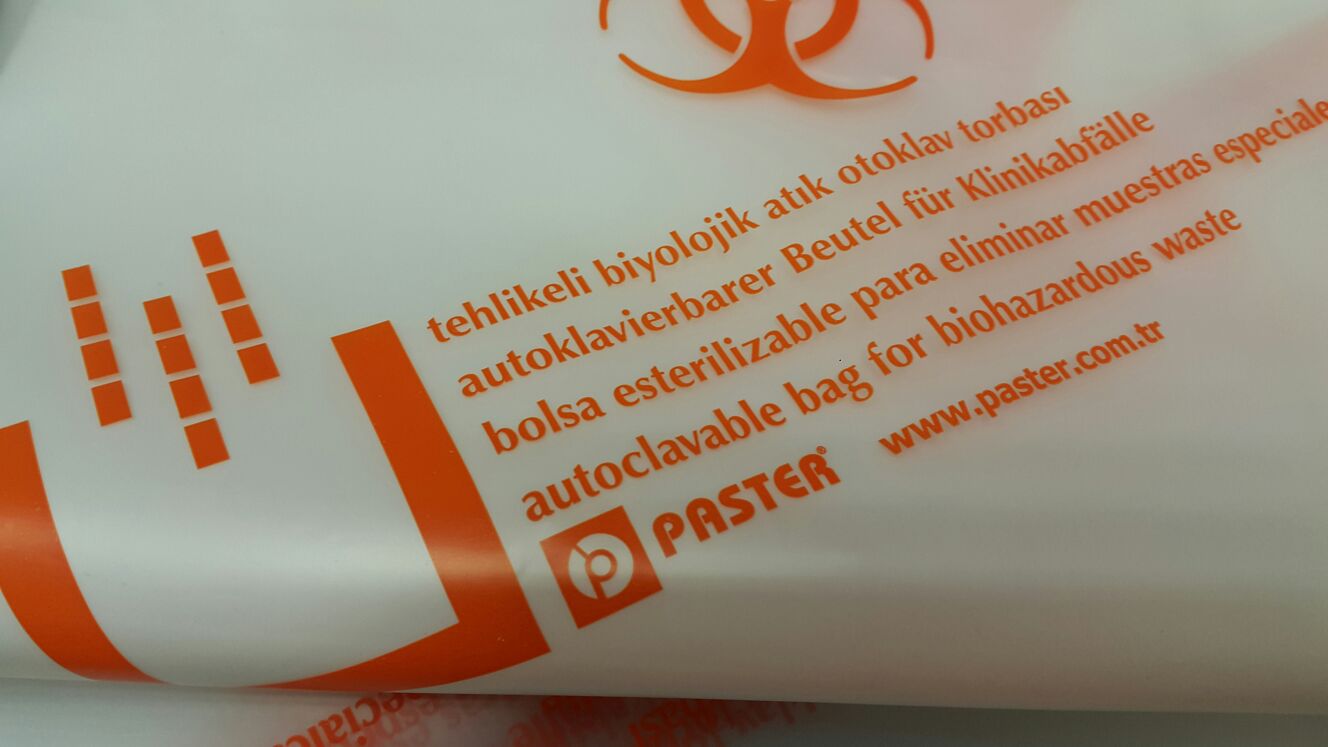 tehlikeli biyolojik atık otoklav torbası
autoklavierbarer Beutel für Klinikabfälle
bolsa esterilizable para eliminar muestras especiale
autoclavable bag for biohazardous waste
PASTER® www.paster.com.tr